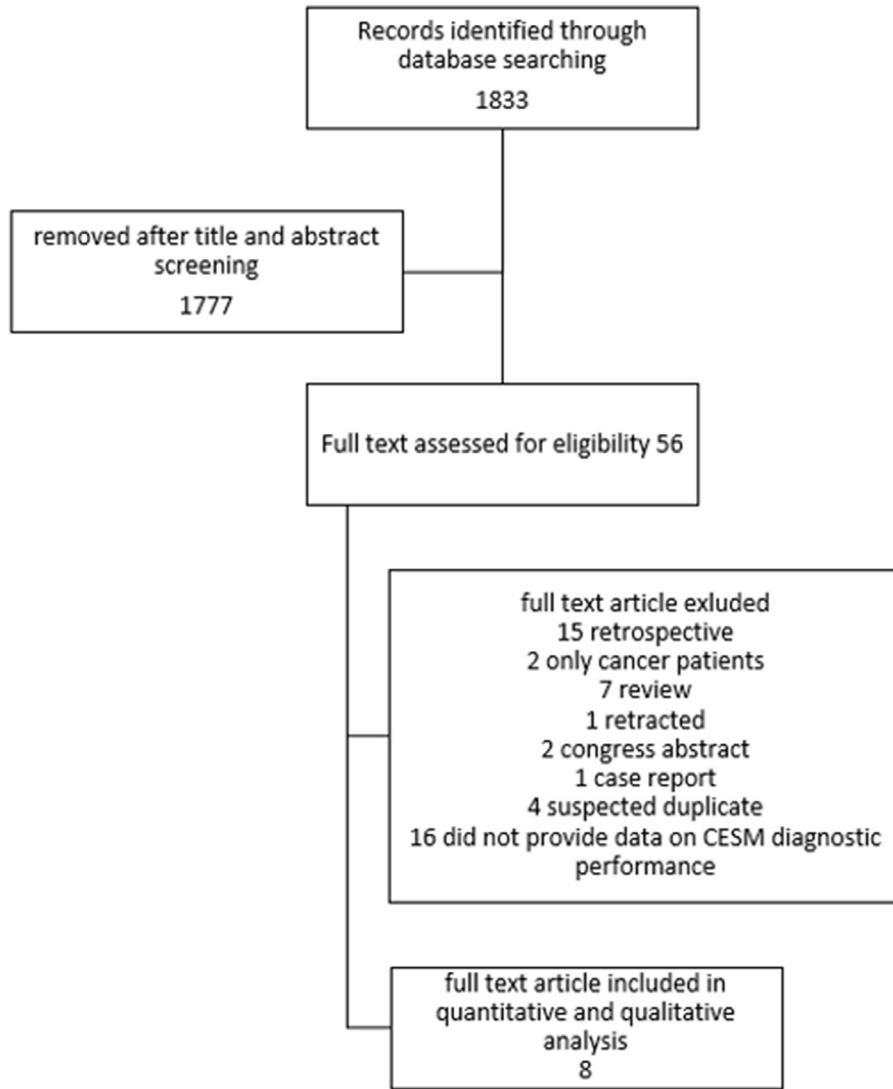 Records identified through
database searching
1833
removed after title and abstract
screening
1777
Full text assessed for eligibility 56
full text article exluded
15 retrospective
2 only cancer patients
7 review
1 retracted
2 congress abstract
1 case report
4 suspected duplicate
16 did not provide data on CESM diagnostic
performance
full text article included in
quantitative and qualitative
analysis
8